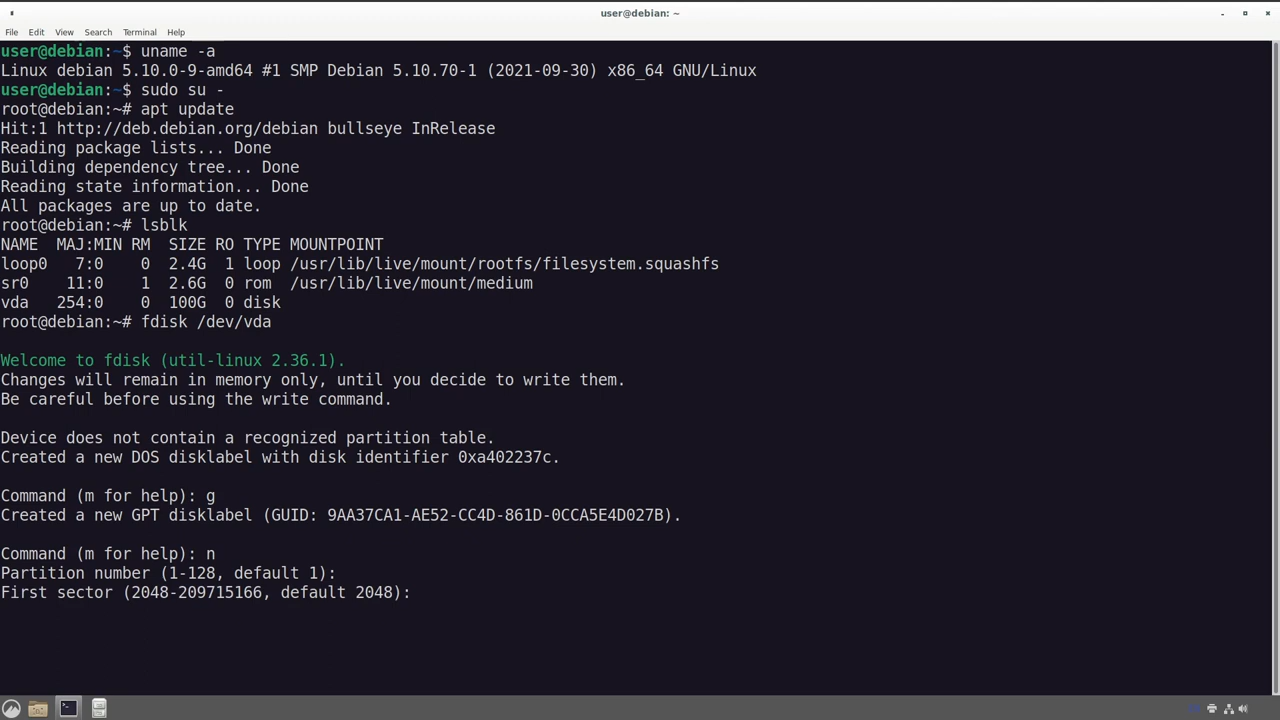 user@debian: ~
File Edit View Search Terminal Help
user@debian:~$ uname -a
Linux debian 5.10.0-9-amd64 #1 SMP Debian 5.10.70-1 (2021-09-30) x86_64 GNU/Linux
user@debian:~$ sudo su -
root@debian:~# apt update
Hit:1 http://deb.debian.org/debian bullseye InRelease
Reading package lists... Done
Building dependency tree... Done
Reading state information... Done
All packages are up to date.
root@debian:~# lsblk
NAME  MAJ:MIN RM  SIZE RO TYPE MOUNTPOINT
loop0   7:0    0  2.4G  1 loop /usr/lib/live/mount/rootfs/filesystem.squashfs
sr0    11:0    1  2.6G  0 rom  /usr/lib/live/mount/medium
vda   254:0    0  100G  0 disk
root@debian:~# fdisk /dev/vda
Welcome to fdisk (util-linux 2.36.1).
Changes will remain in memory only, until you decide to write them.
Be careful before using the write command.
Device does not contain a recognized partition table.
Created a new DOS disklabel with disk identifier 0xa402237c.
Command (m for help): g
Created a new GPT disklabel (GUID: 9AA37CA1-AE52-CC4D-861D-0CCA5E4D027B).
Command (m for help): n
Partition number (1-128, default 1):
First sector (2048-209715166, default 2048):